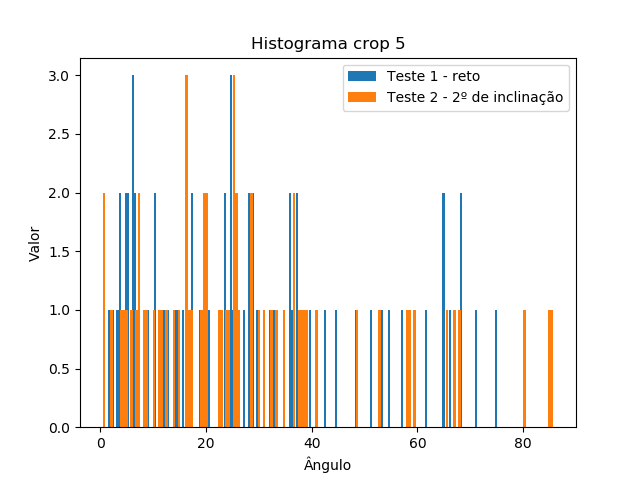 Histograma crop 5
Teste 1 - reto
Teste 2 - 2º de inclinação
3.0
2.5
2.0
1.5
1.0
0.5
0.0
Valor
0 20 40 60 80
Ângulo